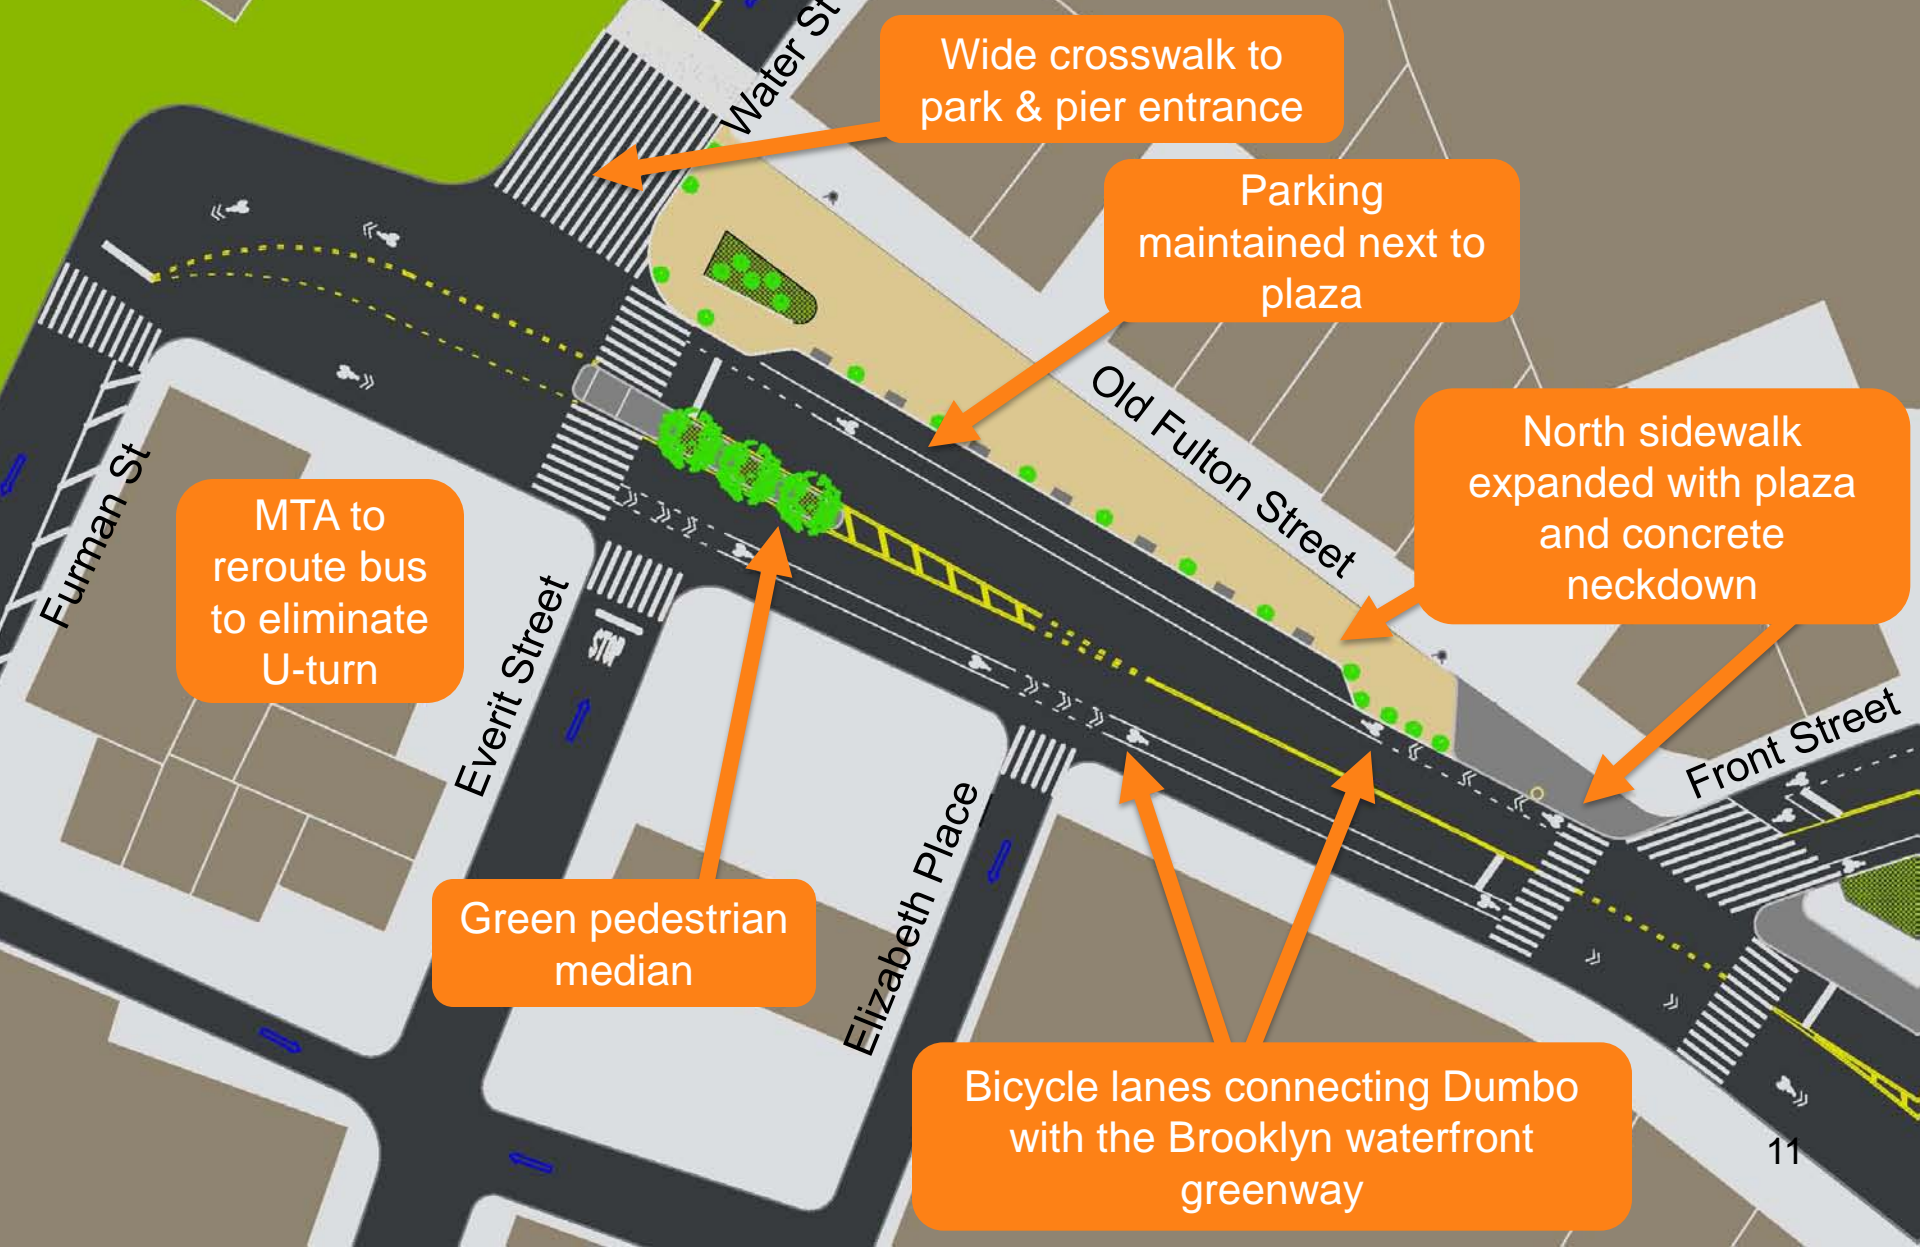 Water St
Wide crosswalk to
park & pier entrance
Parking
maintained next to
plaza
Old Fulton Street
North sidewalk
expanded with plaza
and concrete
neckdown
Furman St
MTA to
reroute bus
to eliminate
U-turn
Everit Street
STOP
Front Street
Green pedestrian
median
Elizabeth Place
Bicycle lanes connecting Dumbo
with the Brooklyn waterfront
greenway
11